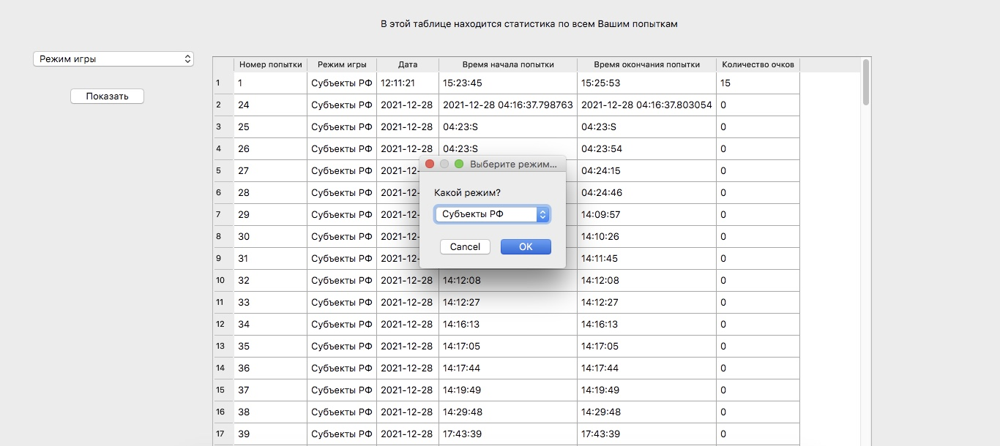 В этой таблице находится статистика по всем Вашим попыткам
Режим игры
Показать
Номер попытки Режим игры Дата Время начала попытки Время окончания попытки Количество очков
1 1 Субъекты РФ 12:11:21 15:23:45 15:25:53 15
2 24 Субъекты РФ 2021-12-28 2021-12-28 04:16:37.798763 2021-12-28 04:16:37.803054 0
3 25 Субъекты РФ 2021-12-28 04:23:S 04:23:S 0
4 26 Субъекты РФ 2021-12-28 04:23:S 04:23:54 0
5 27 Субъекты РФ 2021-12- 04:24:15 0
6 28 Субъекты РФ 2021-12- 04:24:46 0
7 29 Субъекты РФ 2021-12- 14:09:57 0
8 30 Субъекты РФ 2021-12- 14:10:26 0
9 31 Субъекты РФ 2021-12- 14:11:45 0
10 32 Субъекты РФ 2021-12-28 14:12:08 14:12:08 0
11 33 Субъекты РФ 2021-12-28 14:12:27 14:12:27 0
12 34 Субъекты РФ 2021-12-28 14:16:13 14:16:13 0
13 35 Субъекты РФ 2021-12-28 14:17:05 14:17:05 0
14 36 Субъекты РФ 2021-12-28 14:17:44 14:17:44 0
15 37 Субъекты РФ 2021-12-28 14:19:49 14:19:49 0
16 38 Субъекты РФ 2021-12-28 14:29:48 14:29:48 0
17 39 Субъекты РФ 2021-12-28 17:43:39 17:43:39 0
Выберите режим...
Какой режим?
Субъекты РФ
Cancel OK